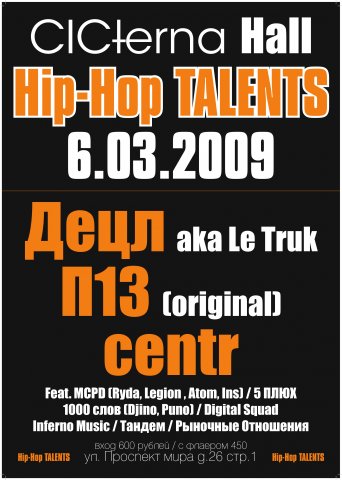 CICterna Hall
Hip-Hop TALENTS
6.03.2009
Децл aka Le Truk
П13 (original)
centr
Feat. MCPD (Ryda, Legion , Atom, Ins) / 5 ПЛЮХ
1000 слов (Djino, Puno) / Digital Squad
Inferno Music / Тандем / Рыночные Отношения
вход 600 рублей / с флаером 450
Hip-Hop TALENTS ул. Проспект мира д.26 стр.1 Hip-Hop TALENTS